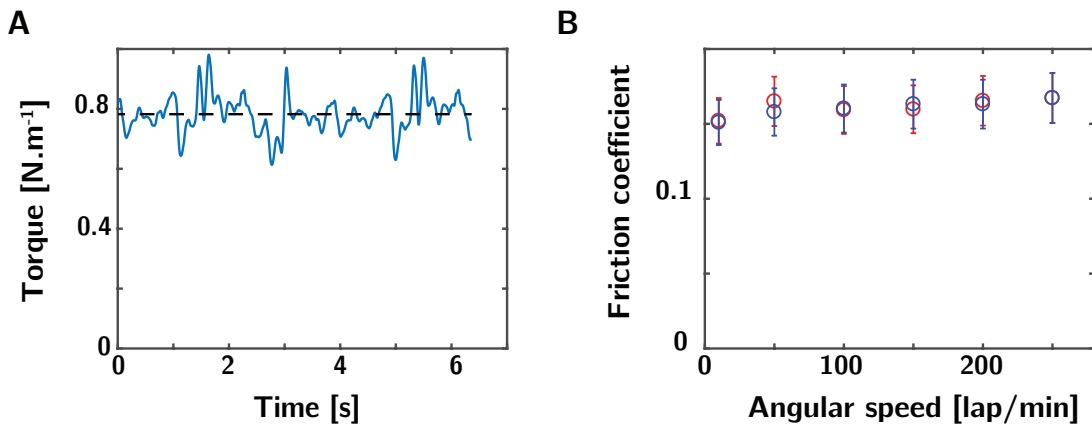 A
Torque [N.m⁻¹]
0.8
0.4
0
0 2 4 6
Time [s]
B
Friction coefficient
0.1
0
0 100 200
Angular speed [lap/min]